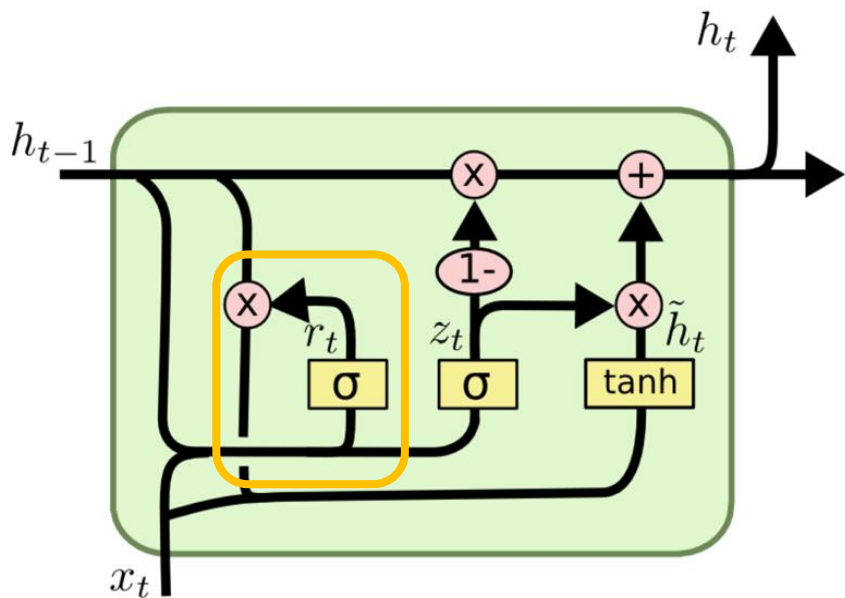 h_t
h_{t-1}
x +
1-
x x
r_t z_t h̃_t
σ σ tanh
x_t